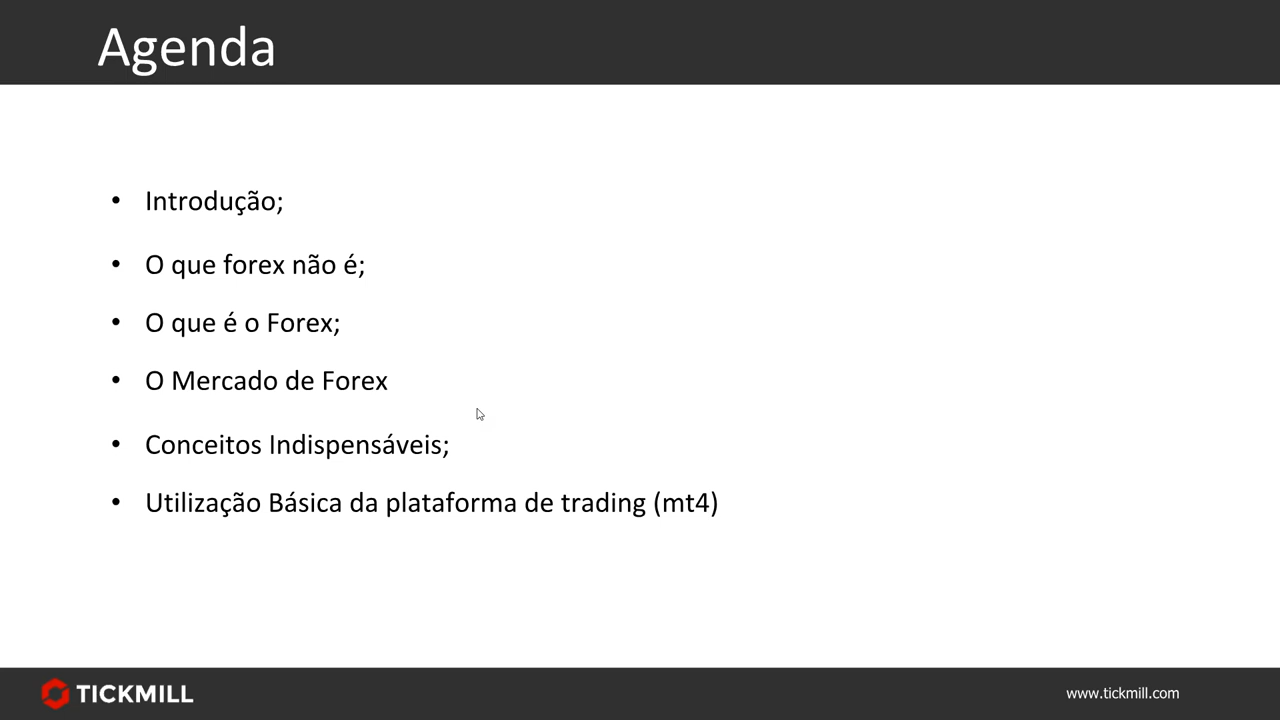 Agenda
• Introdução;
• O que forex não é;
• O que é o Forex;
• O Mercado de Forex
• Conceitos Indispensáveis;
• Utilização Básica da plataforma de trading (mt4)
TICKMILL
www.tickmill.com